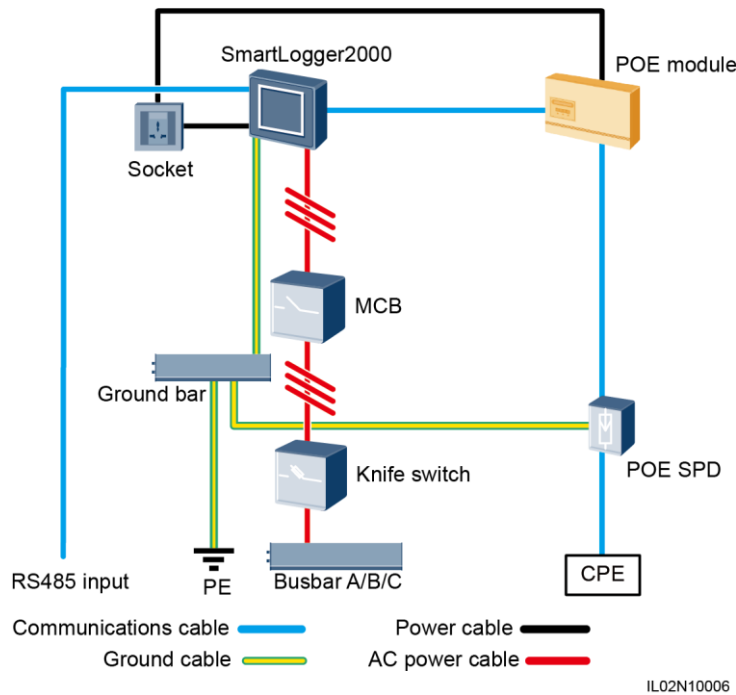 SmartLogger2000
POE module
Socket
MCB
Ground bar
Knife switch
POE SPD
RS485 input
PE
Busbar A/B/C
CPE
Communications cable
Power cable
Ground cable
AC power cable
IL02N10006